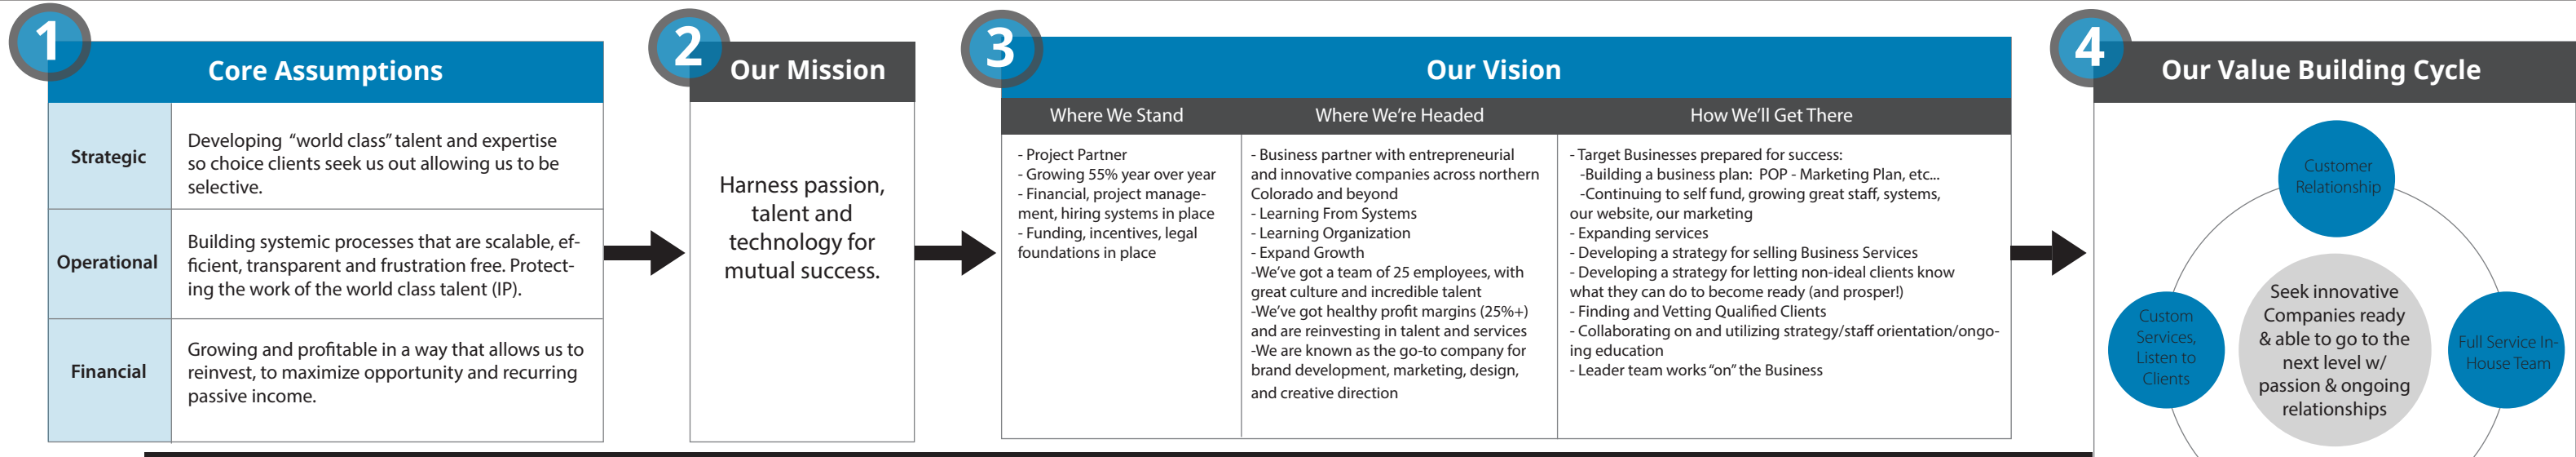 1
Core Assumptions
Strategic
Developing “world class” talent and expertise
so choice clients seek us out allowing us to be
selective.
Operational
Building systemic processes that are scalable, ef-
ficient, transparent and frustration free. Protect-
ing the work of the world class talent (IP).
Financial
Growing and profitable in a way that allows us to
reinvest, to maximize opportunity and recurring
passive income.
2
Our Mission
Harness passion,
talent and
technology for
mutual success.
3
Our Vision
Where We Stand
- Project Partner
- Growing 55% year over year
- Financial, project manage-
ment, hiring systems in place
- Funding, incentives, legal
foundations in place
Where We’re Headed
- Business partner with entrepreneurial
and innovative companies across northern
Colorado and beyond
- Learning From Systems
- Learning Organization
- Expand Growth
-We’ve got a team of 25 employees, with
great culture and incredible talent
-We’ve got healthy profit margins (25%+)
and are reinvesting in talent and services
-We are known as the go-to company for
brand development, marketing, design,
and creative direction
How We’ll Get There
- Target Businesses prepared for success:
-Building a business plan: POP - Marketing Plan, etc...
-Continuing to self fund, growing great staff, systems,
our website, our marketing
- Expanding services
- Developing a strategy for selling Business Services
- Developing a strategy for letting non-ideal clients know
what they can do to become ready (and prosper!)
- Finding and Vetting Qualified Clients
- Collaborating on and utilizing strategy/staff orientation/ongo-
ing education
- Leader team works “on” the Business
4
Our Value Building Cycle
Customer
Relationship
Custom
Services,
Listen to
Clients
Seek innovative
Companies ready
& able to go to the
next level w/
passion & ongoing
relationships
Full Service In-
House Team